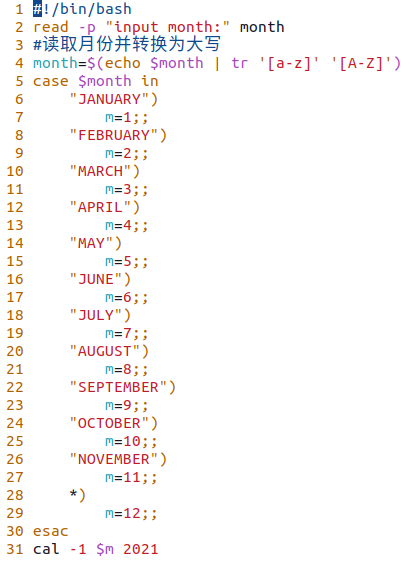 1 #!/bin/bash
2 read -p "input month:" month
3 #读取月份并转换为大写
4 month=$(echo $month | tr '[a-z]' '[A-Z]')
5 case $month in
6     "JANUARY")
7         m=1;;
8     "FEBRUARY")
9         m=2;;
10     "MARCH")
11         m=3;;
12     "APRIL")
13         m=4;;
14     "MAY")
15         m=5;;
16     "JUNE")
17         m=6;;
18     "JULY")
19         m=7;;
20     "AUGUST")
21         m=8;;
22     "SEPTEMBER")
23         m=9;;
24     "OCTOBER")
25         m=10;;
26     "NOVEMBER")
27         m=11;;
28     *)
29         m=12;;
30 esac
31 cal -1 $m 2021